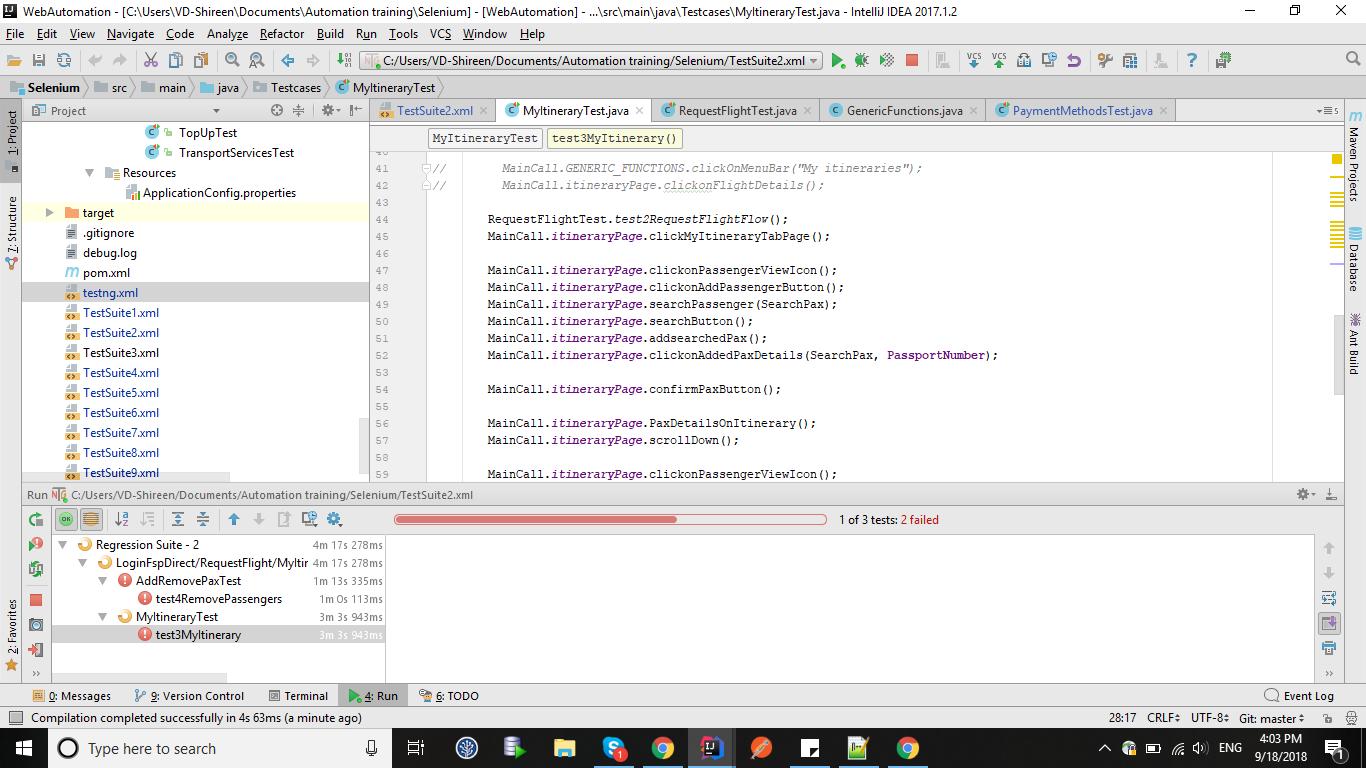 WebAutomation - [C:\Users\VD-Shireen\Documents\Automation training\Selenium] - [WebAutomation] - ...\src\main\java\Testcases\MyItineraryTest.java - IntelliJ IDEA 2017.1.2
File Edit View Navigate Code Analyze Refactor Build Run Tools VCS Window Help
C:/Users/VD-Shireen/Documents/Automation training/Selenium/TestSuite2.xml
Selenium src main java Testcases MyItineraryTest
Project TestSuite2.xml MyItineraryTest.java RequestFlightTest.java GenericFunctions.java PaymentMethodsTest.java
MyItineraryTest test3MyItinerary()
1: Project
7: Structure
2: Favorites
TopUpTest
TransportServicesTest
Resources
ApplicationConfig.properties
target
.gitignore
debug.log
pom.xml
testng.xml
TestSuite1.xml
TestSuite2.xml
TestSuite3.xml
TestSuite4.xml
TestSuite5.xml
TestSuite6.xml
TestSuite7.xml
TestSuite8.xml
TestSuite9.xml
40
41 // MainCall.GENERIC_FUNCTIONS.clickOnMenuBar("My itineraries");
42 // MainCall.itineraryPage.clickonFlightDetails();
43
44 RequestFlightTest.test2RequestFlightFlow();
45 MainCall.itineraryPage.clickMyItineraryTabPage();
46
47 MainCall.itineraryPage.clickonPassengerViewIcon();
48 MainCall.itineraryPage.clickonAddPassengerButton();
49 MainCall.itineraryPage.searchPassenger(SearchPax);
50 MainCall.itineraryPage.searchButton();
51 MainCall.itineraryPage.addsearchedPax();
52 MainCall.itineraryPage.clickonAddedPaxDetails(SearchPax, PassportNumber);
53
54 MainCall.itineraryPage.confirmPaxButton();
55
56 MainCall.itineraryPage.PaxDetailsOnItinerary();
57 MainCall.itineraryPage.scrollDown();
58
59 MainCall.itineraryPage.clickonPassengerViewIcon();
Maven Projects
Database
Ant Build
Run C:/Users/VD-Shireen/Documents/Automation training/Selenium/TestSuite2.xml
1 of 3 tests: 2 failed
Regression Suite - 2 4m 17s 278ms
LoginFspDirect/RequestFlight/MyItir 4m 17s 278ms
AddRemovePaxTest 1m 13s 335ms
test4RemovePassengers 1m 0s 113ms
MyItineraryTest 3m 3s 943ms
test3MyItinerary 3m 3s 943ms
0: Messages 9: Version Control Terminal 4: Run 6: TODO Event Log
Compilation completed successfully in 4s 63ms (a minute ago) 28:17 CRLF UTF-8 Git: master
Type here to search ENG 4:03 PM
9/18/2018